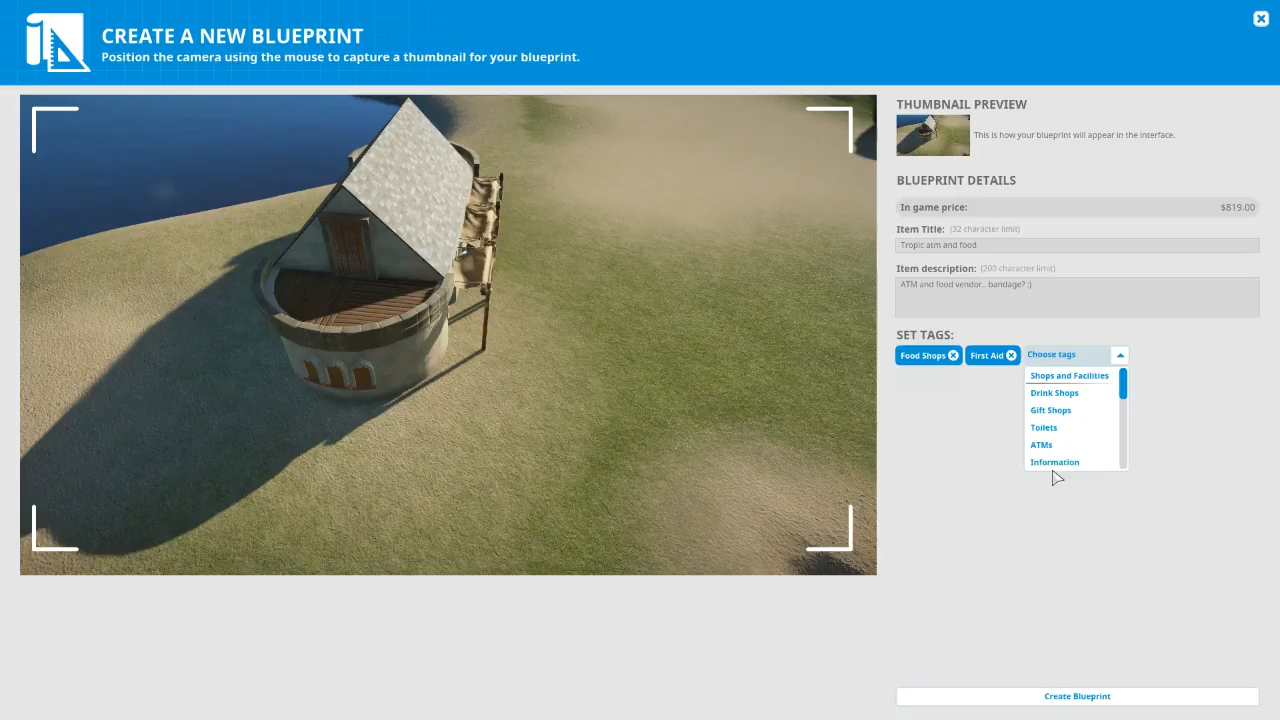 CREATE A NEW BLUEPRINT
Position the camera using the mouse to capture a thumbnail for your blueprint.
THUMBNAIL PREVIEW
This is how your blueprint will appear in the interface.
BLUEPRINT DETAILS
In game price: $819.00
Item Title: (32 character limit)
Tropic atm and food
Item description: (200 character limit)
ATM and food vendor.. bandage? :)
SET TAGS:
Food Shops First Aid Choose tags
Shops and Facilities
Drink Shops
Gift Shops
Toilets
ATMs
Information
Create Blueprint